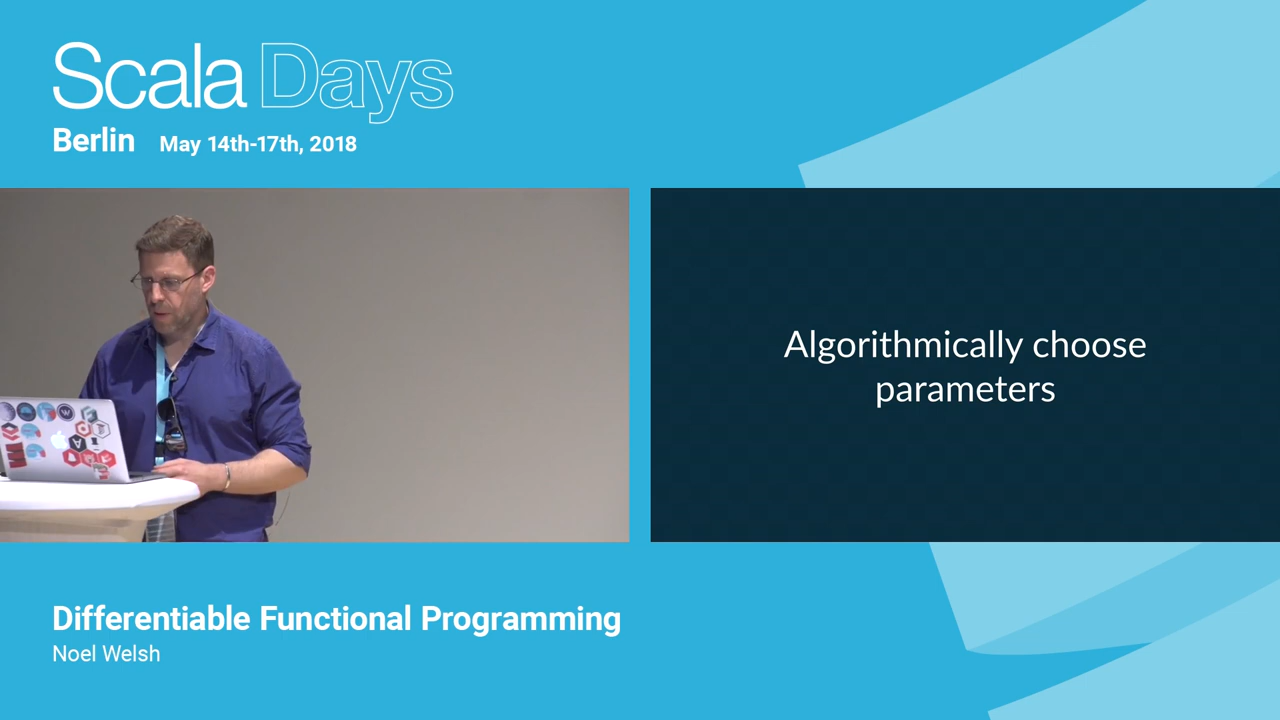 Scala Days
Berlin May 14th-17th, 2018
Algorithmically choose
parameters
Differentiable Functional Programming
Noel Welsh